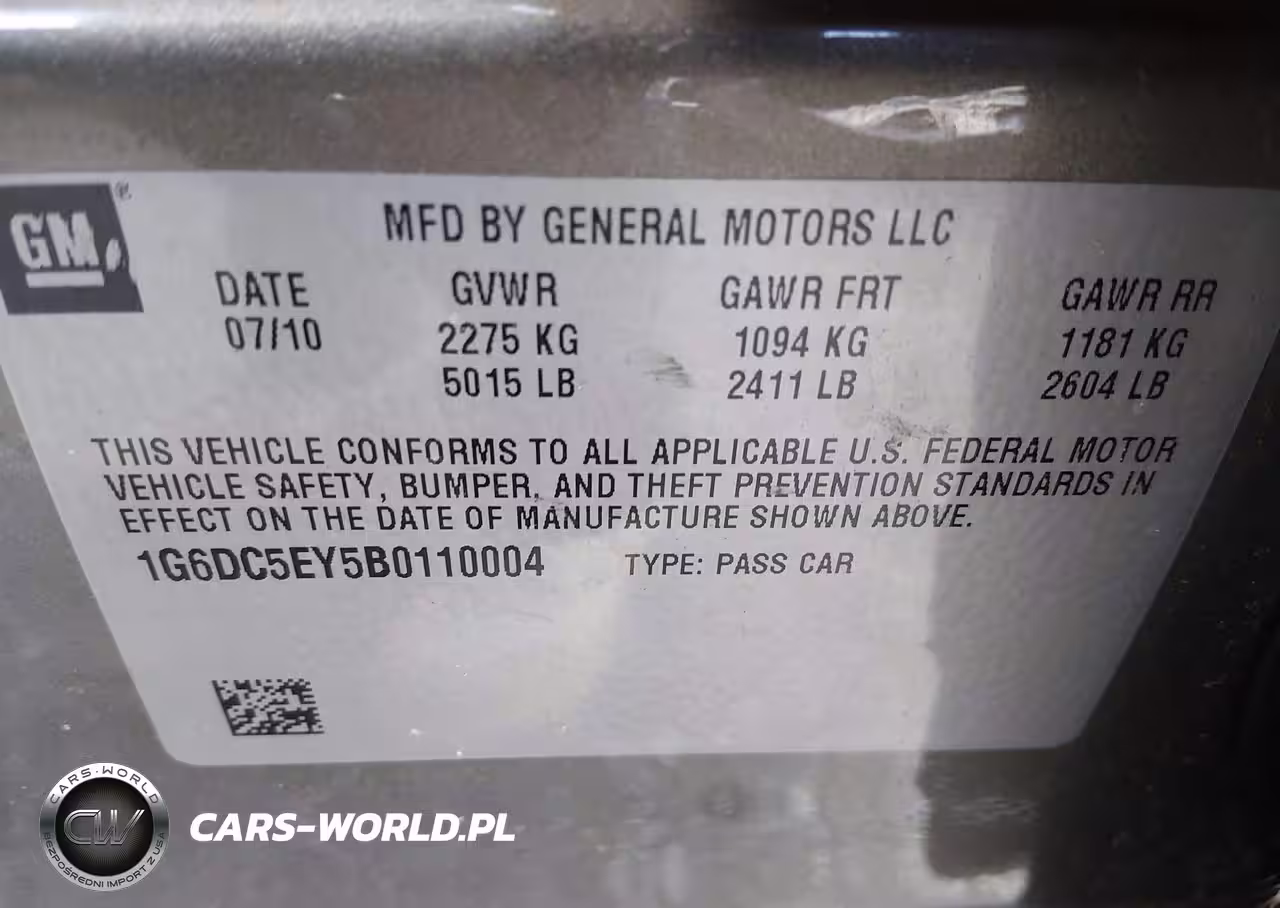 GM®
MFD BY GENERAL MOTORS LLC
DATE GVWR GAWR FRT GAWR RR
07/10 2275 KG 1094 KG 1181 KG
5015 LB 2411 LB 2604 LB
THIS VEHICLE CONFORMS TO ALL APPLICABLE U.S. FEDERAL MOTOR
VEHICLE SAFETY, BUMPER, AND THEFT PREVENTION STANDARDS IN
EFFECT ON THE DATE OF MANUFACTURE SHOWN ABOVE.
1G6DC5EY5B0110004 TYPE: PASS CAR
CARS-WORLD
CW
BEZPOŚREDNI IMPORT Z USA
CARS-WORLD.PL